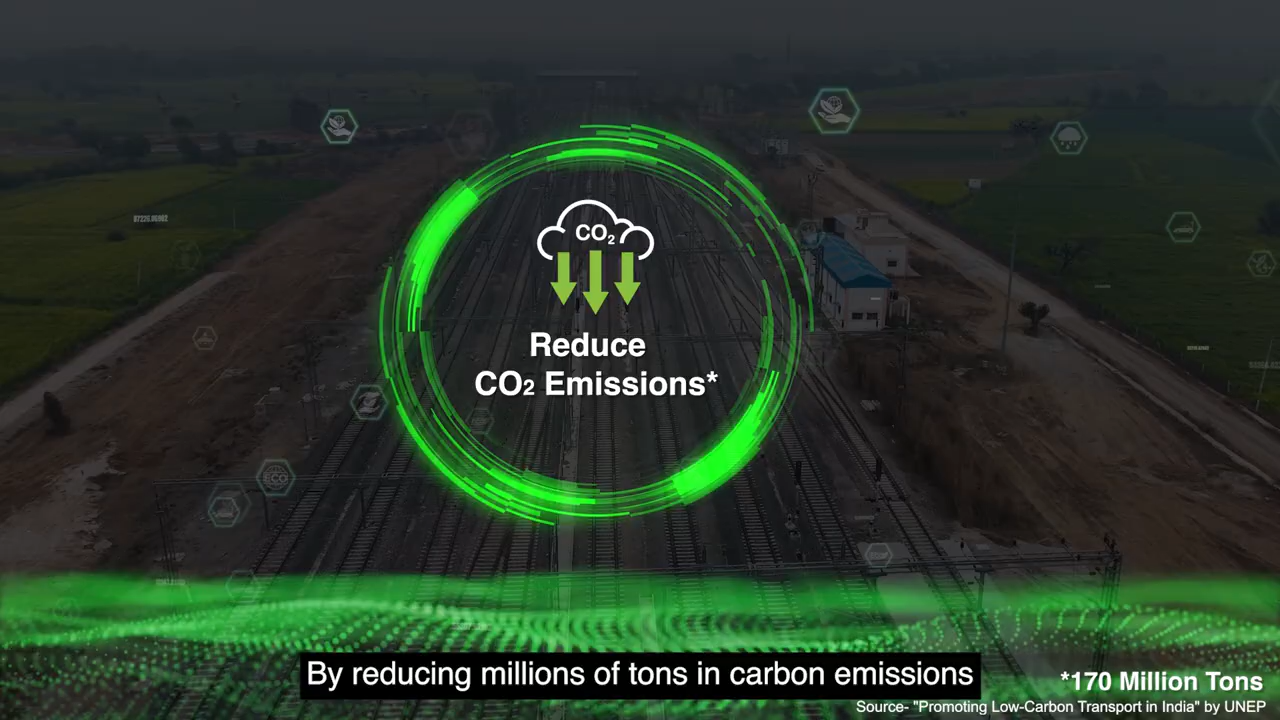 CO₂
Reduce
CO₂ Emissions*
ECO
By reducing millions of tons in carbon emissions
*170 Million Tons
Source- "Promoting Low-Carbon Transport in India" by UNEP